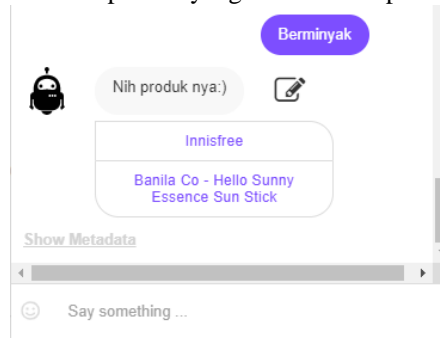 Berminyak
Nih produk nya:)
Innisfree
Banila Co - Hello Sunny
Essence Sun Stick
Show Metadata
Say something ...